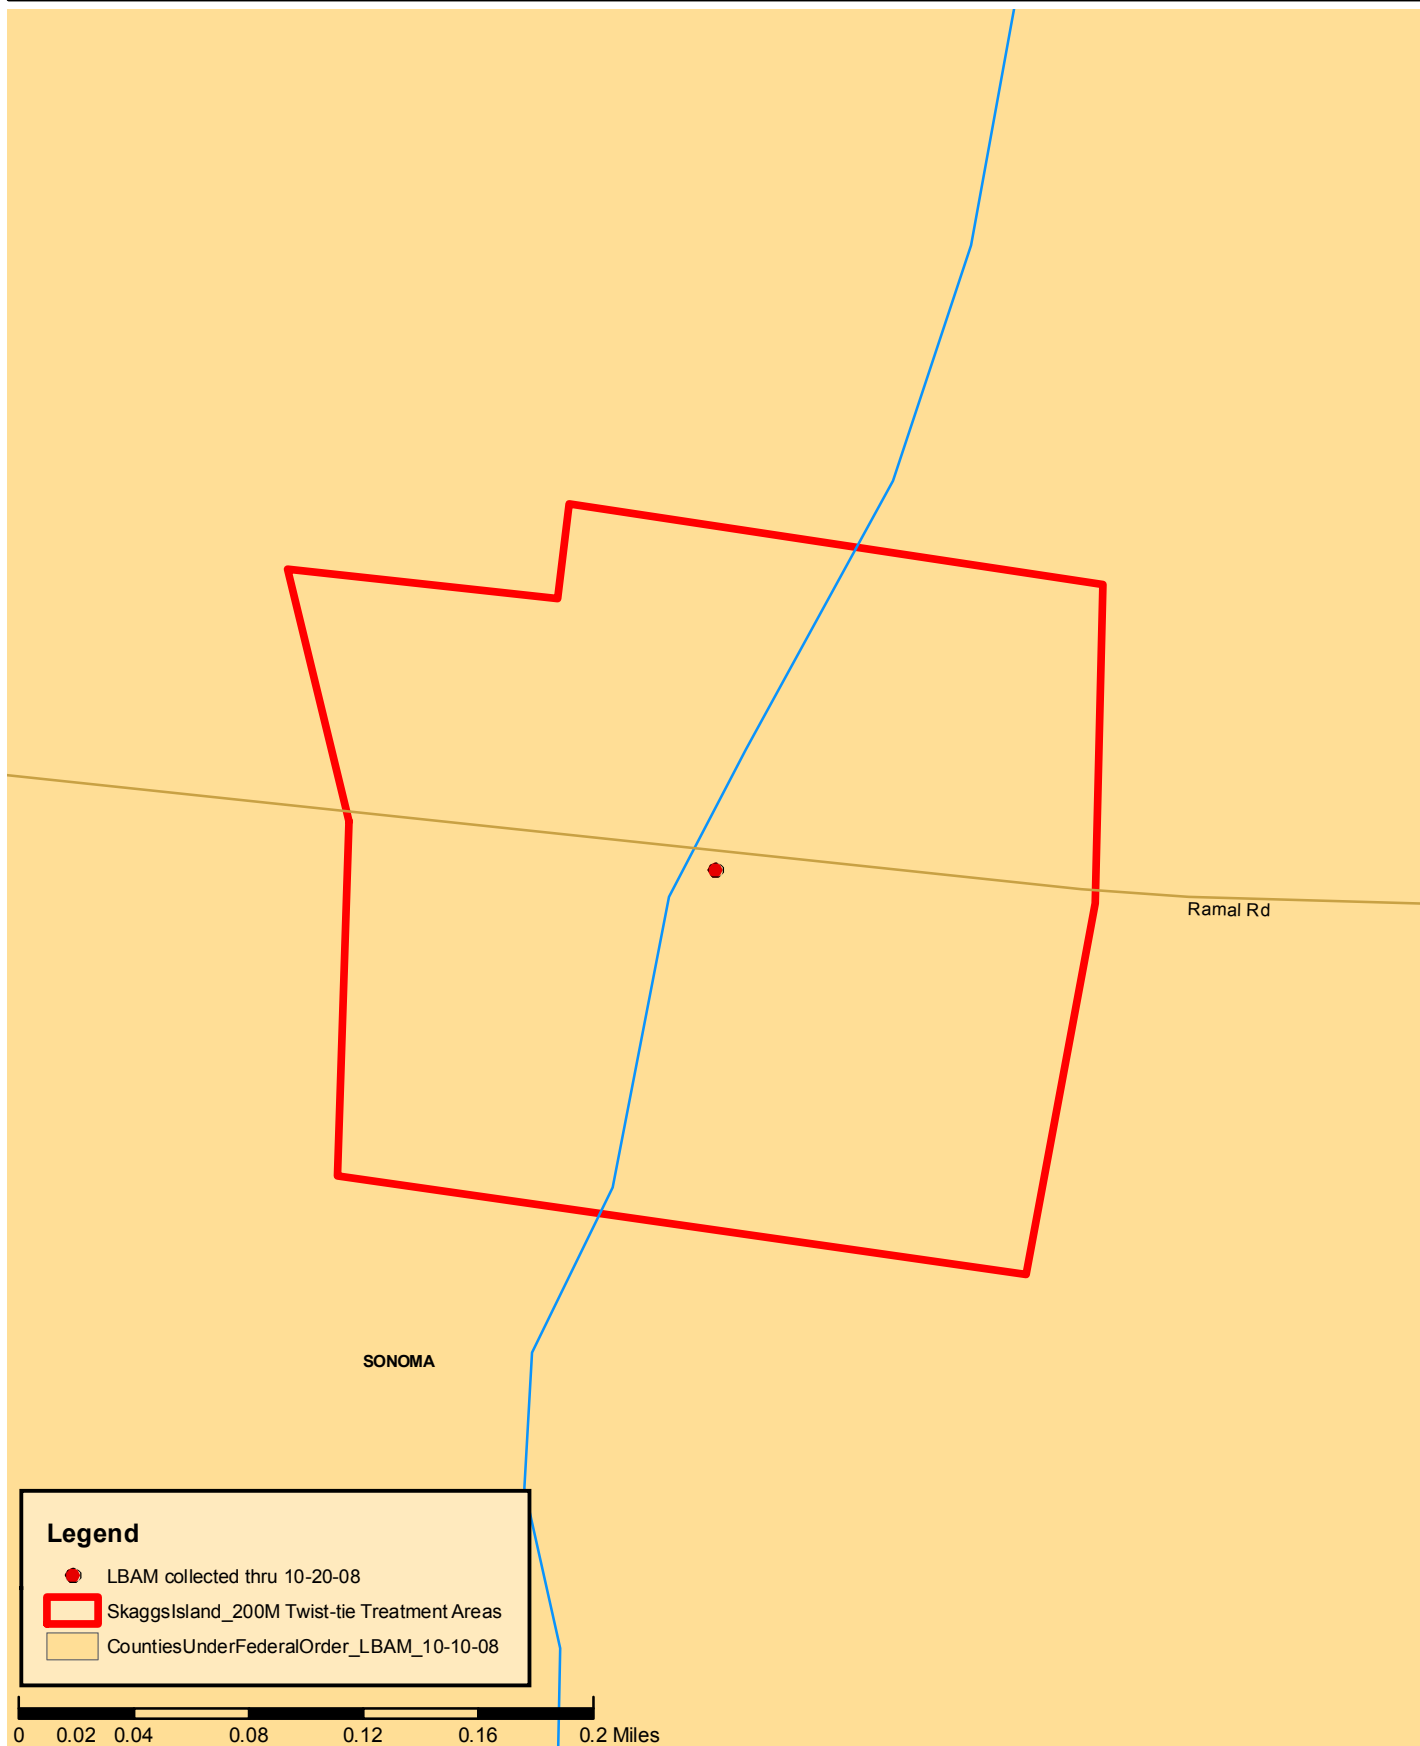 Ramal Rd
SONOMA
Legend
LBAM collected thru 10-20-08
SkaggsIsland_200M Twist-tie Treatment Areas
CountiesUnderFederalOrder_LBAM_10-10-08
0 0.02 0.04 0.08 0.12 0.16 0.2 Miles